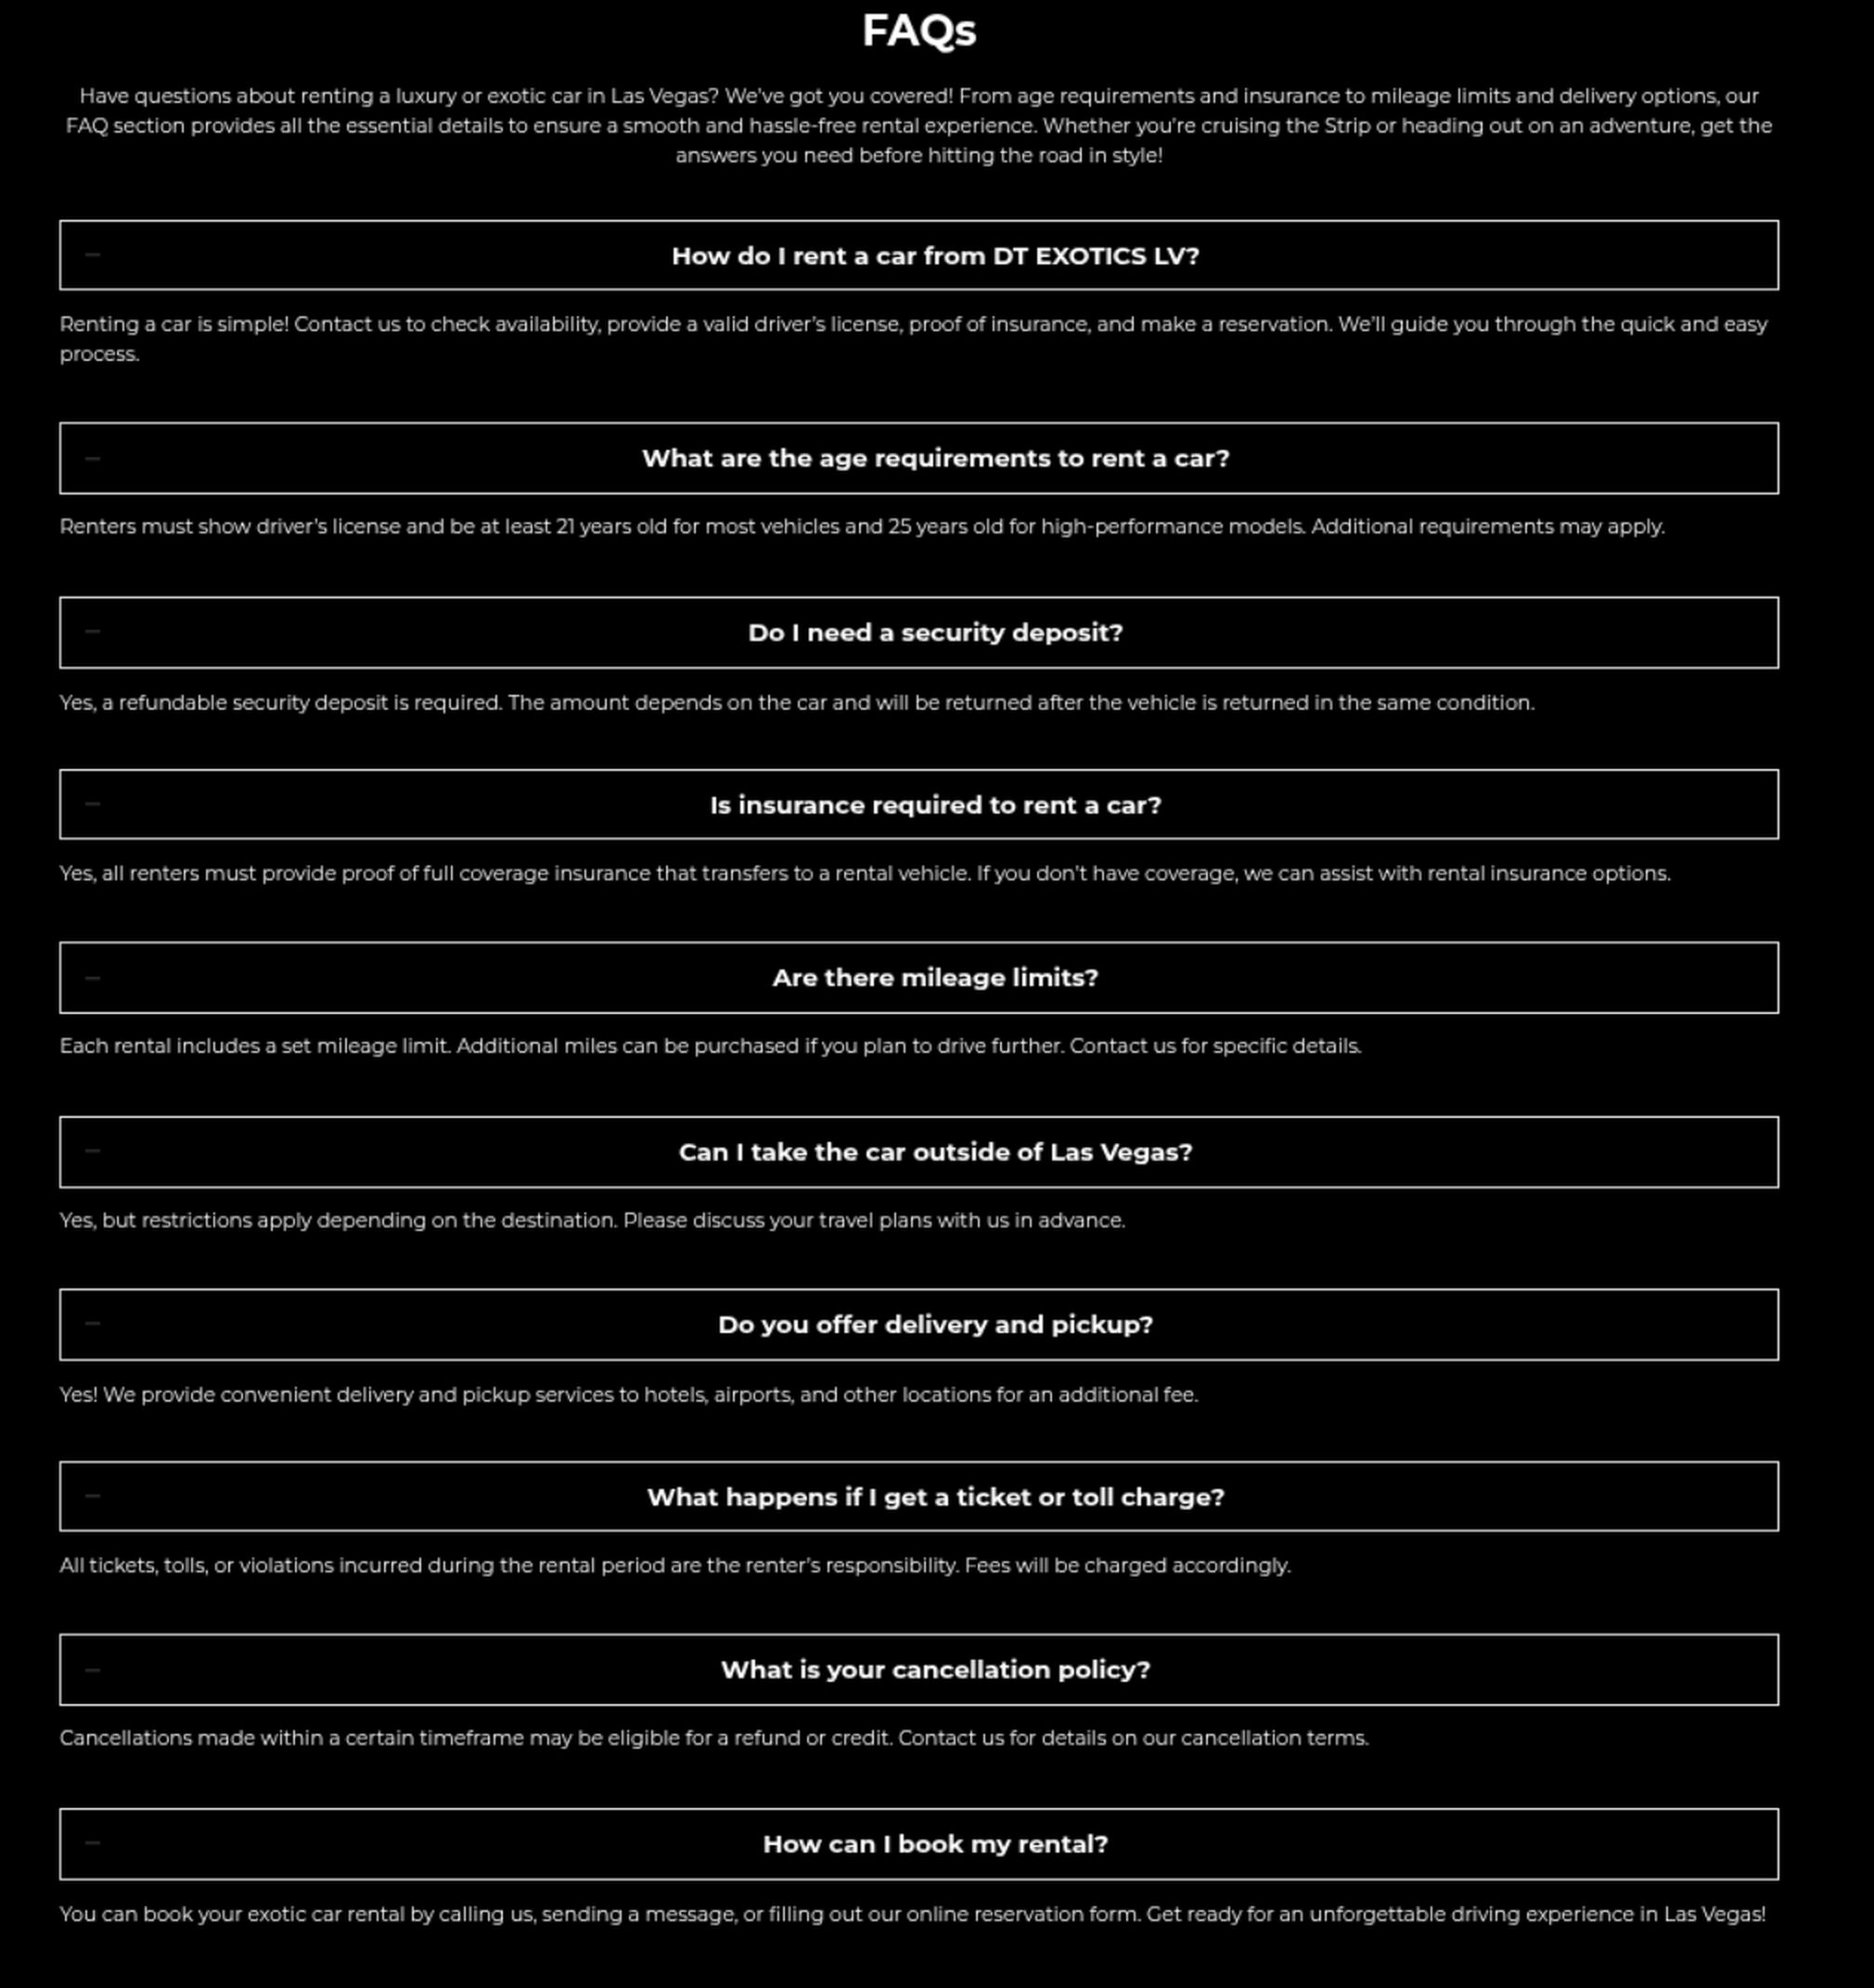 FAQs
Have questions about renting a luxury or exotic car in Las Vegas? We've got you covered! From age requirements and insurance to mileage limits and delivery options, our
FAQ section provides all the essential details to ensure a smooth and hassle-free rental experience. Whether you're cruising the Strip or heading out on an adventure, get the
answers you need before hitting the road in style!
How do I rent a car from DT EXOTICS LV?
Renting a car is simple! Contact us to check availability, provide a valid driver's license, proof of insurance, and make a reservation. We'll guide you through the quick and easy
process.
What are the age requirements to rent a car?
Renters must show driver's license and be at least 21 years old for most vehicles and 25 years old for high-performance models. Additional requirements may apply.
Do I need a security deposit?
Yes, a refundable security deposit is required. The amount depends on the car and will be returned after the vehicle is returned in the same condition.
Is insurance required to rent a car?
Yes, all renters must provide proof of full coverage insurance that transfers to a rental vehicle. If you don't have coverage, we can assist with rental insurance options.
Are there mileage limits?
Each rental includes a set mileage limit. Additional miles can be purchased if you plan to drive further. Contact us for specific details.
Can I take the car outside of Las Vegas?
Yes, but restrictions apply depending on the destination. Please discuss your travel plans with us in advance.
Do you offer delivery and pickup?
Yes! We provide convenient delivery and pickup services to hotels, airports, and other locations for an additional fee.
What happens if I get a ticket or toll charge?
All tickets, tolls, or violations incurred during the rental period are the renter's responsibility. Fees will be charged accordingly.
What is your cancellation policy?
Cancellations made within a certain timeframe may be eligible for a refund or credit. Contact us for details on our cancellation terms.
How can I book my rental?
You can book your exotic car rental by calling us, sending a message, or filling out our online reservation form. Get ready for an unforgettable driving experience in Las Vegas!